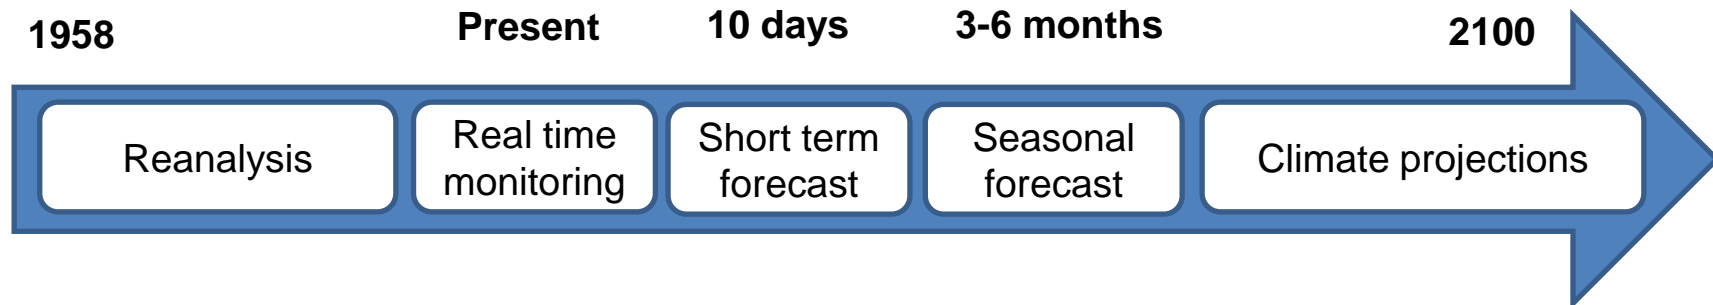 1958
Present
10 days
3-6 months
2100
Reanalysis
Real time
monitoring
Short term
forecast
Seasonal
forecast
Climate projections